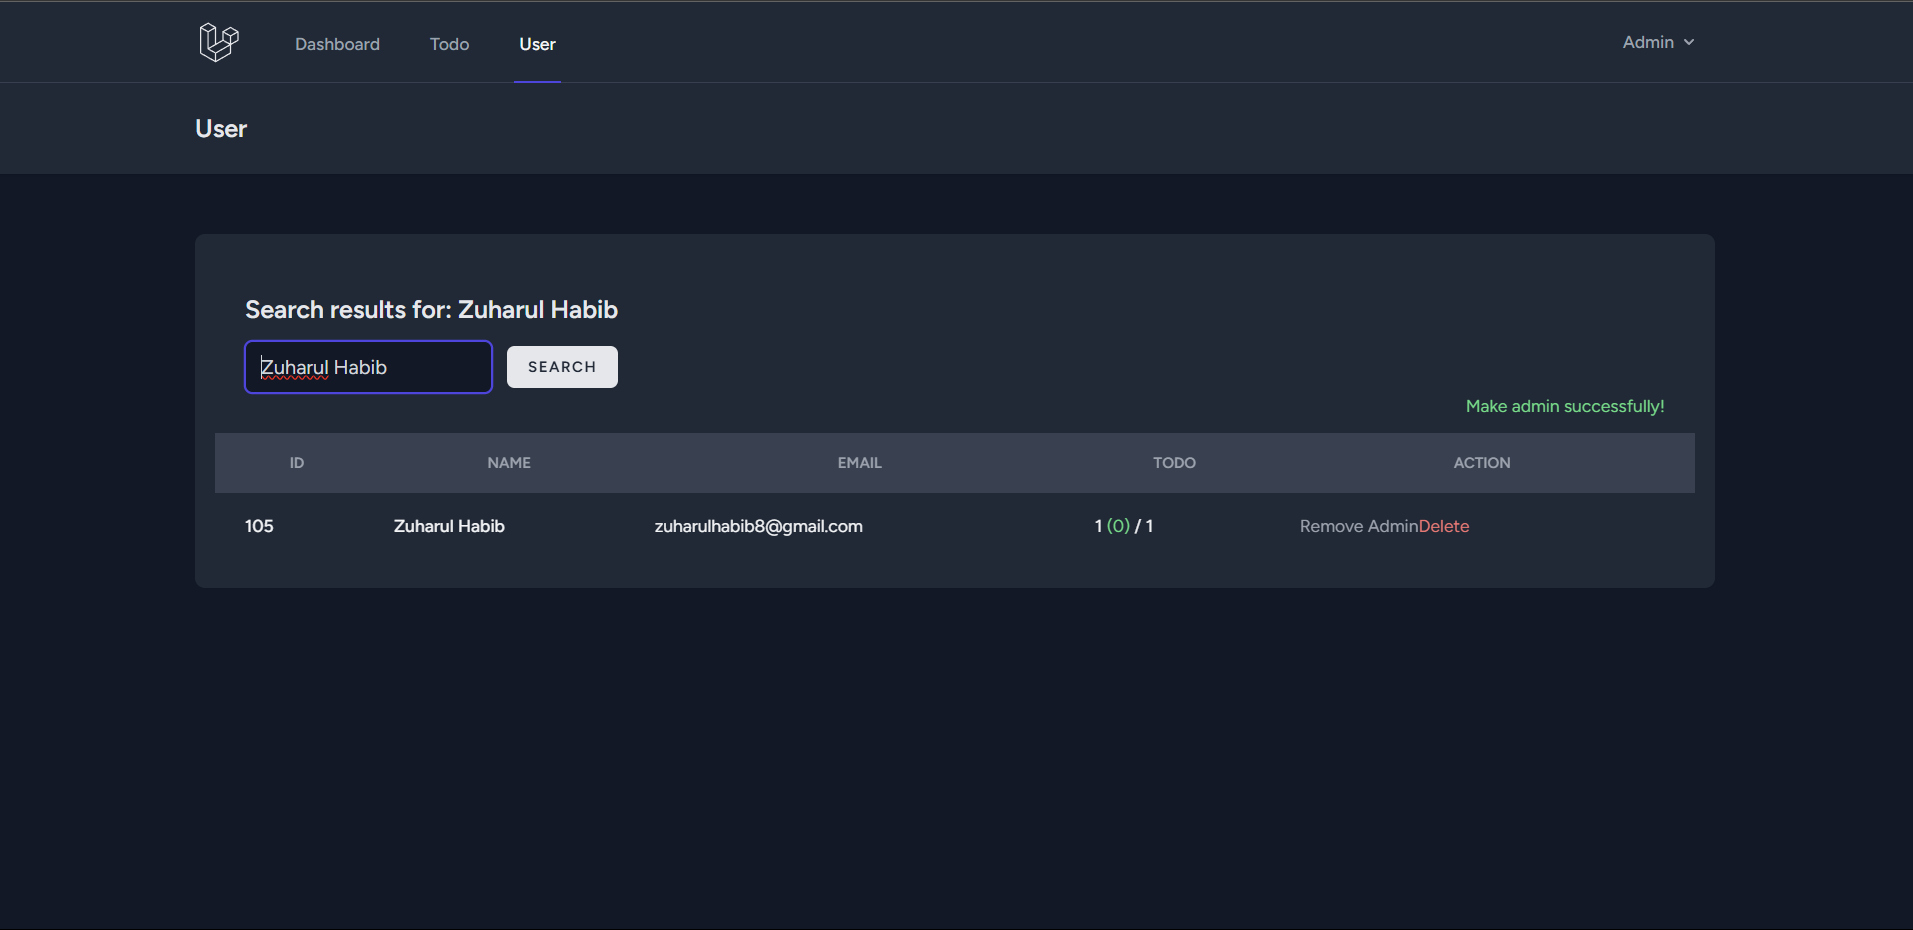 Dashboard Todo User Admin
User
Search results for: Zuharul Habib
Zuharul Habib SEARCH
Make admin successfully!
ID NAME EMAIL TODO ACTION
105 Zuharul Habib zuharulhabib8@gmail.com 1 (0) / 1 Remove AdminDelete